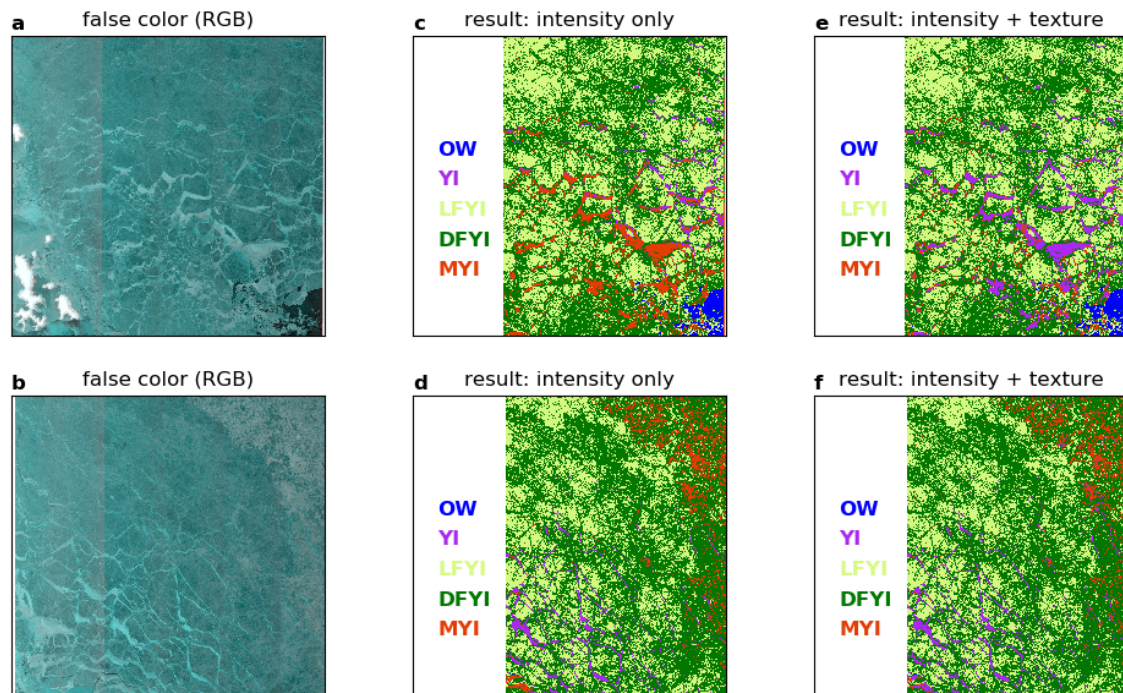 a false color (RGB)
c result: intensity only
e result: intensity + texture
OW
YI
LFYI
DFYI
MYI
OW
YI
LFYI
DFYI
MYI
b false color (RGB)
d result: intensity only
f result: intensity + texture
OW
YI
LFYI
DFYI
MYI
OW
YI
LFYI
DFYI
MYI